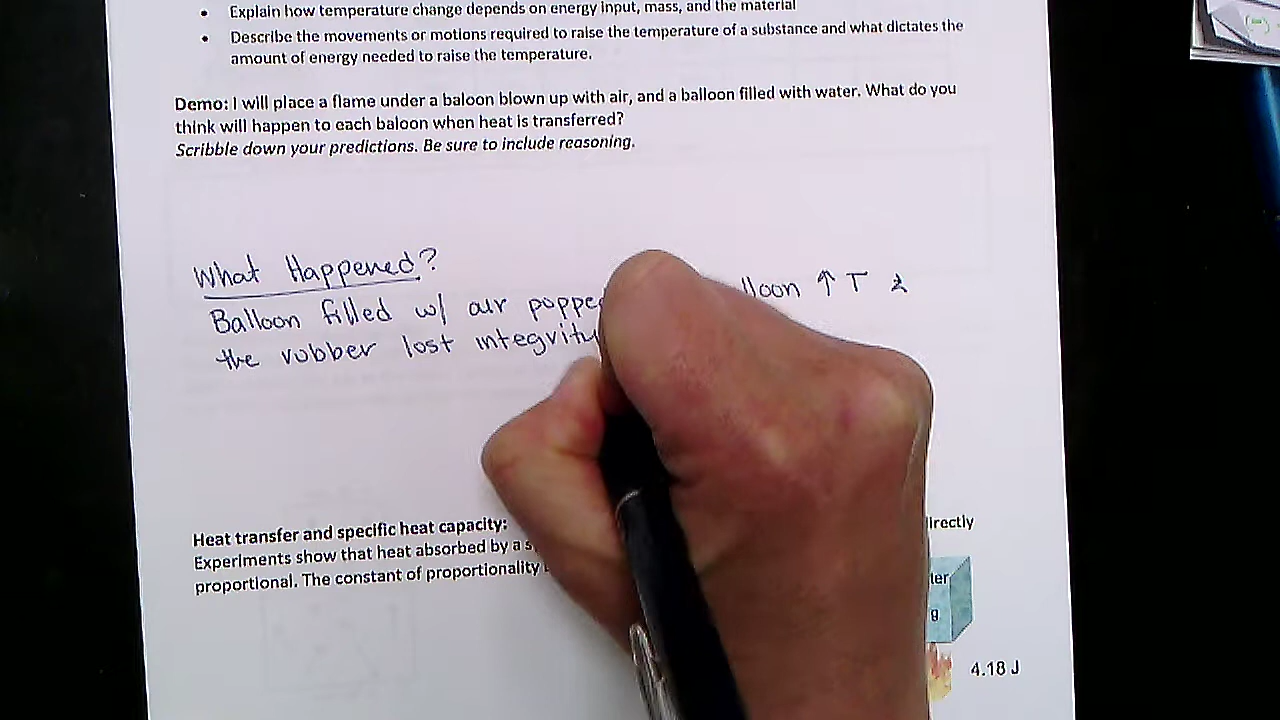 • Explain how temperature change depends on energy input, mass, and the material
• Describe the movements or motions required to raise the temperature of a substance and what dictates the
amount of energy needed to raise the temperature.
Demo: I will place a flame under a baloon blown up with air, and a balloon filled with water. What do you
think will happen to each baloon when heat is transferred?
Scribble down your predictions. Be sure to include reasoning.
What Happened?
Balloon filled w/ air poppe lloon ↑ T &
the rubber lost integrity
Heat transfer and specific heat capacity: directly
Experiments show that heat absorbed by a
proportional. The constant of proportionality
g
4.18 J